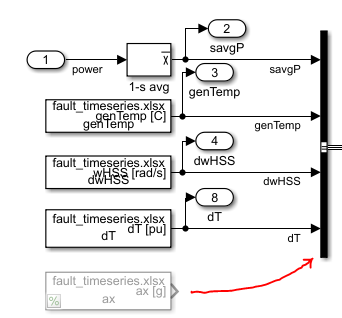 2
savgP
1
power
x
1-s avg
savgP
3
genTemp
fault_timeseries.xlsx
genTemp [C]
genTemp
genTemp
4
dwHSS
fault_timeseries.xlsx
wHSS [rad/s]
dwHSS
dwHSS
8
dT
fault_timeseries.xlsx
dT [pu]
dT
dT
fault_timeseries.xlsx
ax [g]
ax
%